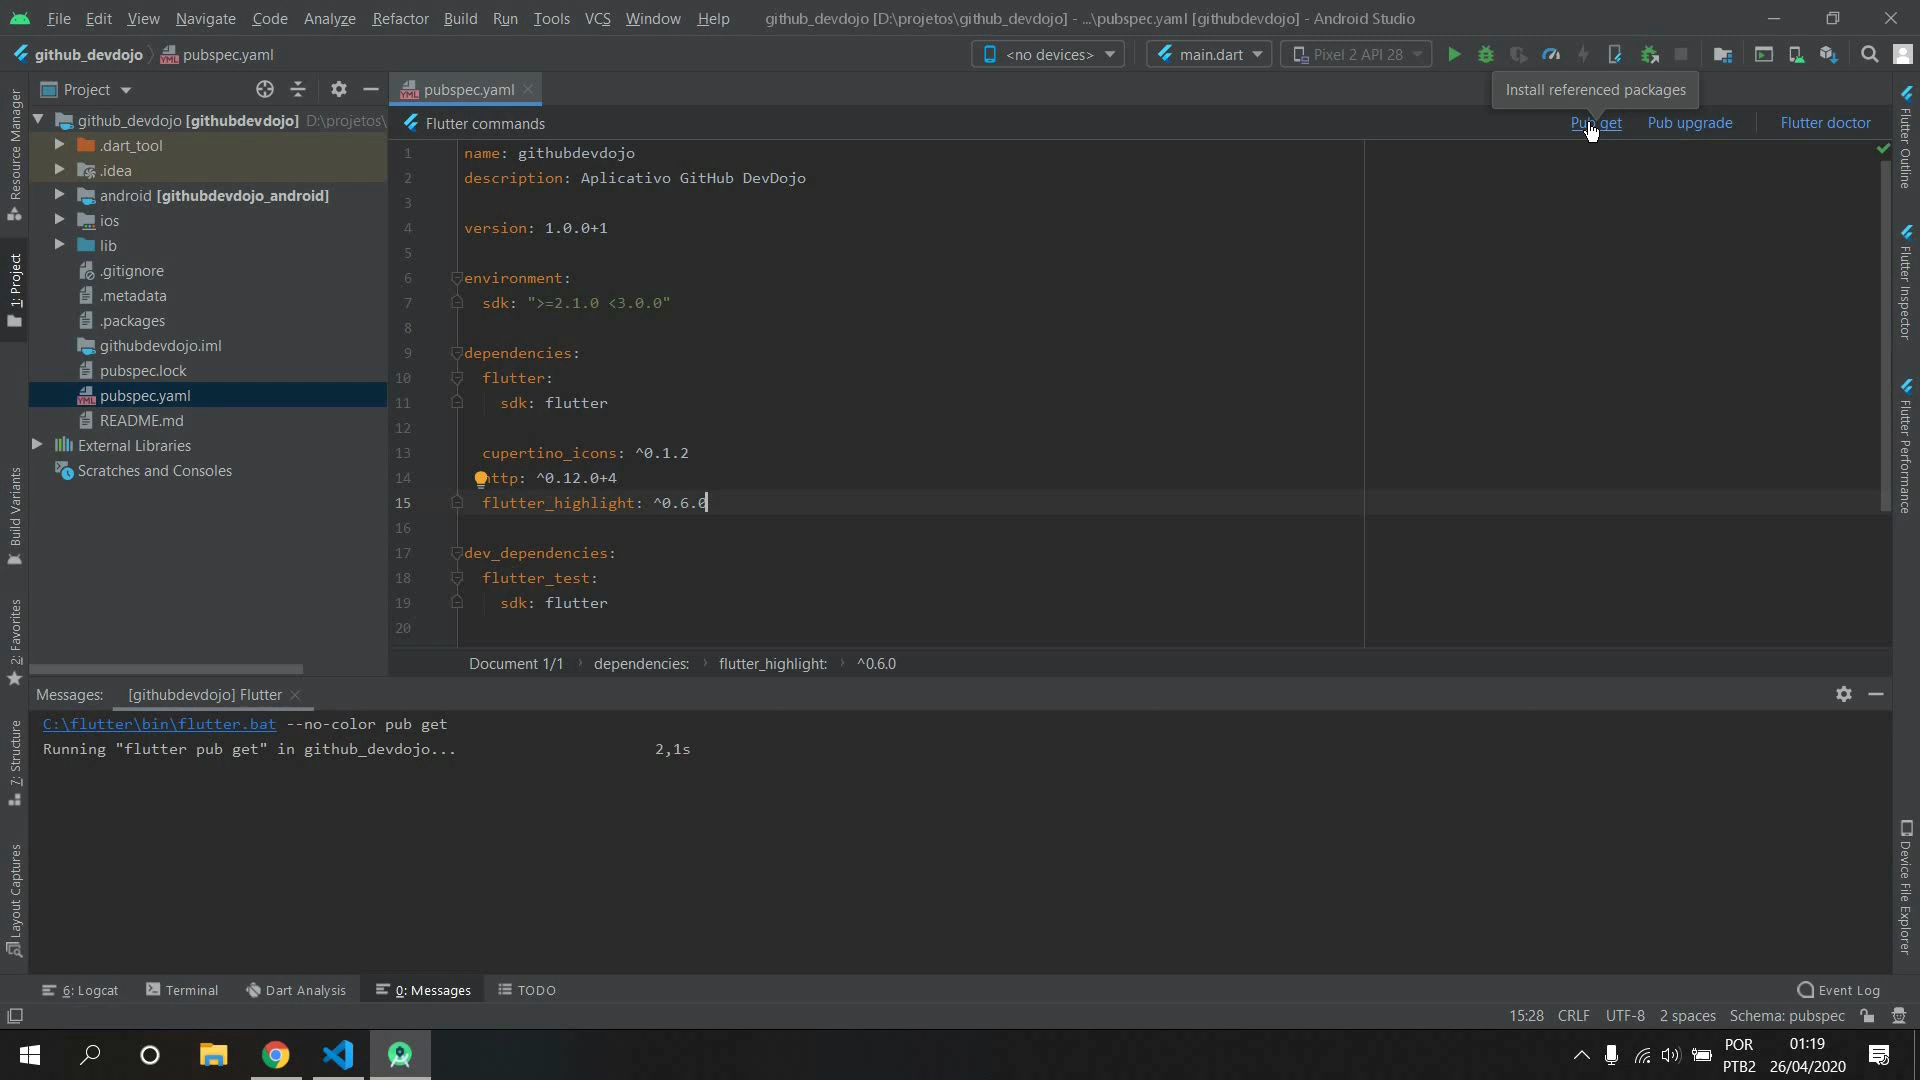 File Edit View Navigate Code Analyze Refactor Build Run Tools VCS Window Help github_devdojo [D:\projetos\github_devdojo] - ...\pubspec.yaml [githubdevdojo] - Android Studio
github_devdojo pubspec.yaml <no devices> main.dart Pixel 2 API 28
Project
pubspec.yaml
Install referenced packages
github_devdojo [githubdevdojo] D:\projetos\
Flutter commands
Pub get Pub upgrade Flutter doctor
.dart_tool
.idea
android [githubdevdojo_android]
ios
lib
.gitignore
.metadata
.packages
githubdevdojo.iml
pubspec.lock
pubspec.yaml
README.md
External Libraries
Scratches and Consoles
1 name: githubdevdojo
2 description: Aplicativo GitHub DevDojo
3
4 version: 1.0.0+1
5
6 environment:
7 sdk: ">=2.1.0 <3.0.0"
8
9 dependencies:
10 flutter:
11 sdk: flutter
12
13 cupertino_icons: ^0.1.2
14 ttp: ^0.12.0+4
15 flutter_highlight: ^0.6.0
16
17 dev_dependencies:
18 flutter_test:
19 sdk: flutter
20
Document 1/1 dependencies: flutter_highlight: ^0.6.0
Resource Manager
1: Project
Build Variants
2: Favorites
7: Structure
Layout Captures
Flutter Outline
Flutter Inspector
Flutter Performance
Device File Explorer
Messages: [githubdevdojo] Flutter
C:\flutter\bin\flutter.bat --no-color pub get
Running "flutter pub get" in github_devdojo... 2,1s
6: Logcat Terminal Dart Analysis 0: Messages TODO Event Log
15:28 CRLF UTF-8 2 spaces Schema: pubspec
POR 01:19
PTB2 26/04/2020